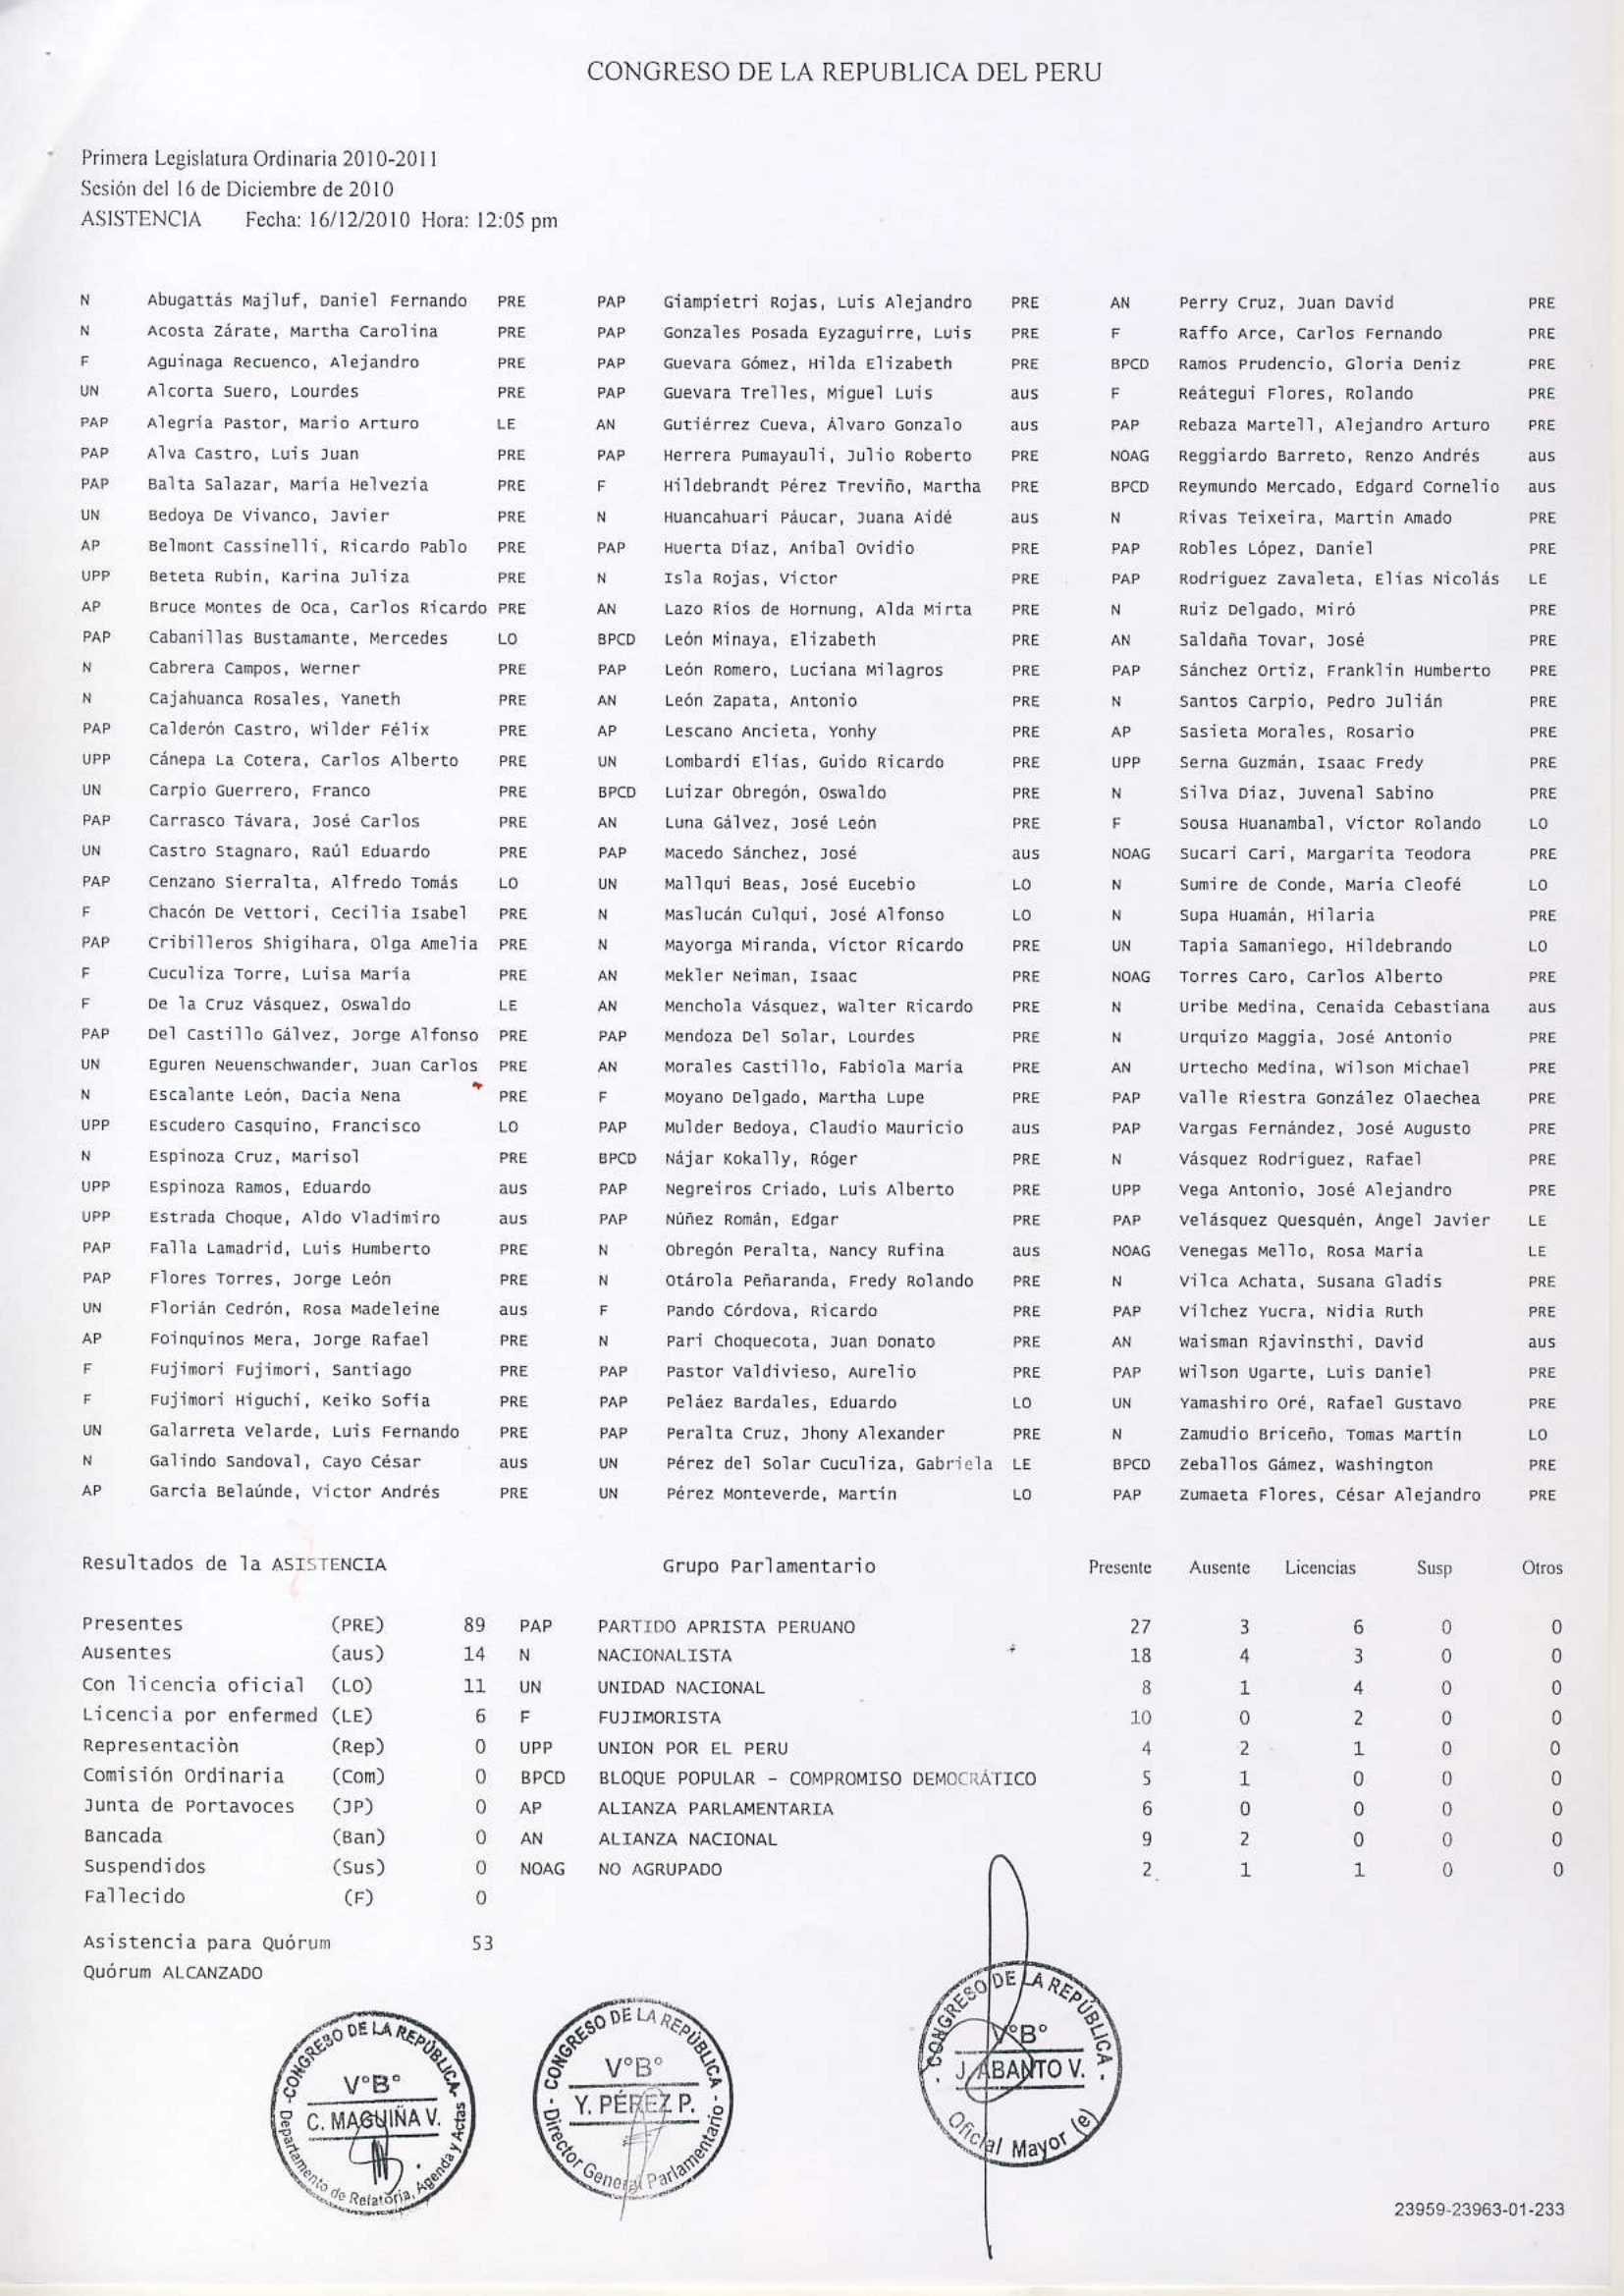 CONGRESO DE LA REPUBLICA DEL PERU
Primera Legislatura Ordinaria 2010-2011
Sesión del 16 de Diciembre de 2010
ASISTENCIA Fecha: 16/12/2010 Hora: 12:05 pm
N Abugattás Majluf, Daniel Fernando PRE PAP Giampietri Rojas, Luis Alejandro PRE AN Perry Cruz, Juan David PRE
N Acosta Zárate, Martha Carolina PRE PAP Gonzales Posada Eyzaguirre, Luis PRE F Raffo Arce, Carlos Fernando PRE
F Aguinaga Recuenco, Alejandro PRE PAP Guevara Gómez, Hilda Elizabeth PRE BPCD Ramos Prudencio, Gloria Deniz PRE
UN Alcorta Suero, Lourdes PRE PAP Guevara Trelles, Miguel Luis aus F Reátegui Flores, Rolando PRE
PAP Alegría Pastor, Mario Arturo LE AN Gutiérrez Cueva, Álvaro Gonzalo aus PAP Rebaza Martell, Alejandro Arturo PRE
PAP Alva Castro, Luis Juan PRE PAP Herrera Pumayauli, Julio Roberto PRE NOAG Reggiardo Barreto, Renzo Andrés aus
PAP Balta Salazar, María Helvezia PRE F Hildebrandt Pérez Treviño, Martha PRE BPCD Reymundo Mercado, Edgard Cornelio aus
UN Bedoya De Vivanco, Javier PRE N Huancahuari Páucar, Juana Aidé aus N Rivas Teixeira, Martín Amado PRE
AP Belmont Cassinelli, Ricardo Pablo PRE PAP Huerta Díaz, Aníbal Ovidio PRE PAP Robles López, Daniel PRE
UPP Beteta Rubín, Karina Juliza PRE N Isla Rojas, Víctor PRE PAP Rodríguez Zavaleta, Elías Nicolás LE
AP Bruce Montes de Oca, Carlos Ricardo PRE AN Lazo Ríos de Hornung, Alda Mirta PRE N Ruiz Delgado, Miró PRE
PAP Cabanillas Bustamante, Mercedes LO BPCD León Minaya, Elizabeth PRE AN Saldaña Tovar, José PRE
N Cabrera Campos, Werner PRE PAP León Romero, Luciana Milagros PRE PAP Sánchez Ortiz, Franklin Humberto PRE
N Cajahuanca Rosales, Yaneth PRE AN León Zapata, Antonio PRE N Santos Carpio, Pedro Julián PRE
PAP Calderón Castro, Wilder Félix PRE AP Lescano Ancieta, Yonhy PRE AP Sasieta Morales, Rosario PRE
UPP Cánepa La Cotera, Carlos Alberto PRE UN Lombardi Elías, Guido Ricardo PRE UPP Serna Guzmán, Isaac Fredy PRE
UN Carpio Guerrero, Franco PRE BPCD Luizar Obregón, Oswaldo PRE N Silva Díaz, Juvenal Sabino PRE
PAP Carrasco Távara, José Carlos PRE AN Luna Gálvez, José León PRE F Sousa Huanambal, Víctor Rolando LO
UN Castro Stagnaro, Raúl Eduardo PRE PAP Macedo Sánchez, José aus NOAG Sucari Cari, Margarita Teodora PRE
PAP Cenzano Sierralta, Alfredo Tomás LO UN Mallqui Beas, José Eucebio LO N Sumire de Conde, María Cleofé LO
F Chacón De Vettori, Cecilia Isabel PRE N Maslucán Culqui, José Alfonso LO N Supa Huamán, Hilaria PRE
PAP Cribilleros Shigihara, Olga Amelia PRE N Mayorga Miranda, Víctor Ricardo PRE UN Tapia Samaniego, Hildebrando LO
F Cuculiza Torre, Luisa María PRE AN Mekler Neiman, Isaac PRE NOAG Torres Caro, Carlos Alberto PRE
F De la Cruz Vásquez, Oswaldo LE AN Menchola Vásquez, Walter Ricardo PRE N Uribe Medina, Cenaida Cebastiana aus
PAP Del Castillo Gálvez, Jorge Alfonso PRE PAP Mendoza Del Solar, Lourdes PRE N Urquizo Maggia, José Antonio PRE
UN Eguren Neuenschwander, Juan Carlos PRE AN Morales Castillo, Fabiola María PRE AN Urtecho Medina, Wilson Michael PRE
N Escalante León, Dacia Nena PRE F Moyano Delgado, Martha Lupe PRE PAP Valle Riestra González Olaechea PRE
UPP Escudero Casquino, Francisco LO PAP Mulder Bedoya, Claudio Mauricio aus PAP Vargas Fernández, José Augusto PRE
N Espinoza Cruz, Marisol PRE BPCD Nájar Kokally, Róger PRE N Vásquez Rodríguez, Rafael PRE
UPP Espinoza Ramos, Eduardo aus PAP Negreiros Criado, Luis Alberto PRE UPP Vega Antonio, José Alejandro PRE
UPP Estrada Choque, Aldo Vladimiro aus PAP Núñez Román, Edgar PRE PAP Velásquez Quesquén, Ángel Javier LE
PAP Falla Lamadrid, Luis Humberto PRE N Obregón Peralta, Nancy Rufina aus NOAG Venegas Mello, Rosa María LE
PAP Flores Torres, Jorge León PRE N Otárola Peñaranda, Fredy Rolando PRE N Vilca Achata, Susana Gladis PRE
UN Florián Cedrón, Rosa Madeleine aus F Pando Córdova, Ricardo PRE PAP Vilchez Yucra, Nidia Ruth PRE
AP Foinquinos Mera, Jorge Rafael PRE N Pari Choquecota, Juan Donato PRE AN Waisman Rjavinsthi, David aus
F Fujimori Fujimori, Santiago PRE PAP Pastor Valdivieso, Aurelio PRE PAP Wilson Ugarte, Luis Daniel PRE
F Fujimori Higuchi, Keiko Sofía PRE PAP Peláez Bardales, Eduardo LO UN Yamashiro Oré, Rafael Gustavo PRE
UN Galarreta Velarde, Luis Fernando PRE PAP Peralta Cruz, Jhony Alexander PRE N Zamudio Briceño, Tomas Martín LO
N Galindo Sandoval, Cayo César aus UN Pérez del Solar Cuculiza, Gabriela LE BPCD Zeballos Gámez, Washington PRE
AP García Belaúnde, Víctor Andrés PRE UN Pérez Monteverde, Martín LO PAP Zumaeta Flores, César Alejandro PRE
Resultados de la ASISTENCIA Grupo Parlamentario Presente Ausente Licencias Susp Otros
Presentes (PRE) 89 PAP PARTIDO APRISTA PERUANO 27 3 6 0 0
Ausentes (aus) 14 N NACIONALISTA 18 4 3 0 0
Con licencia oficial (LO) 11 UN UNIDAD NACIONAL 8 1 4 0 0
Licencia por enfermed (LE) 6 F FUJIMORISTA 10 0 2 0 0
Representaciòn (Rep) 0 UPP UNION POR EL PERU 4 2 1 0 0
Comisión Ordinaria (Com) 0 BPCD BLOQUE POPULAR - COMPROMISO DEMOCRÁTICO 5 1 0 0 0
Junta de Portavoces (JP) 0 AP ALIANZA PARLAMENTARIA 6 0 0 0 0
Bancada (Ban) 0 AN ALIANZA NACIONAL 9 2 0 0 0
Suspendidos (Sus) 0 NOAG NO AGRUPADO 2 1 1 0 0
Fallecido (F) 0
Asistencia para Quórum 53
Quórum ALCANZADO
-CONGRESO DE LA REPÚBLICA-
V°B°
C. MAGUIÑA V.
Departamento de Relatoría, Agenda y Actas
- CONGRESO DE LA REPÚBLICA -
V°B°
Y. PÉREZ P.
Director General Parlamentario
- CONGRESO DE LA REPÚBLICA -
V°B°
J. ABANTO V.
Oficial Mayor (e)
23959-23963-01-233